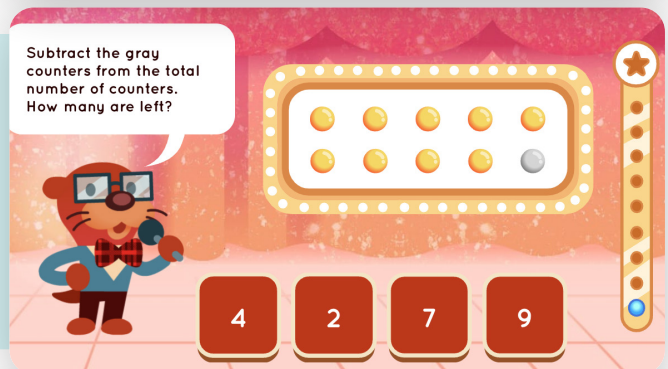 Subtract the gray
counters from the total
number of counters.
How many are left?
4 2 7 9